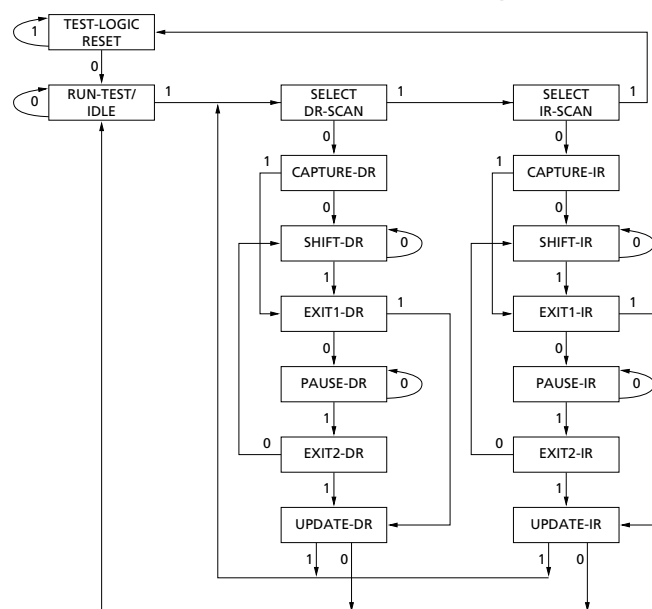 TEST-LOGIC
RESET
1
0
RUN-TEST/
IDLE
0
1
SELECT
DR-SCAN
1
SELECT
IR-SCAN
1
0
0
1
CAPTURE-DR
1
CAPTURE-IR
0
0
SHIFT-DR
0
SHIFT-IR
0
1
1
EXIT1-DR
1
EXIT1-IR
1
0
0
PAUSE-DR
0
PAUSE-IR
0
1
1
0
EXIT2-DR
0
EXIT2-IR
1
1
UPDATE-DR
UPDATE-IR
1
0
1
0